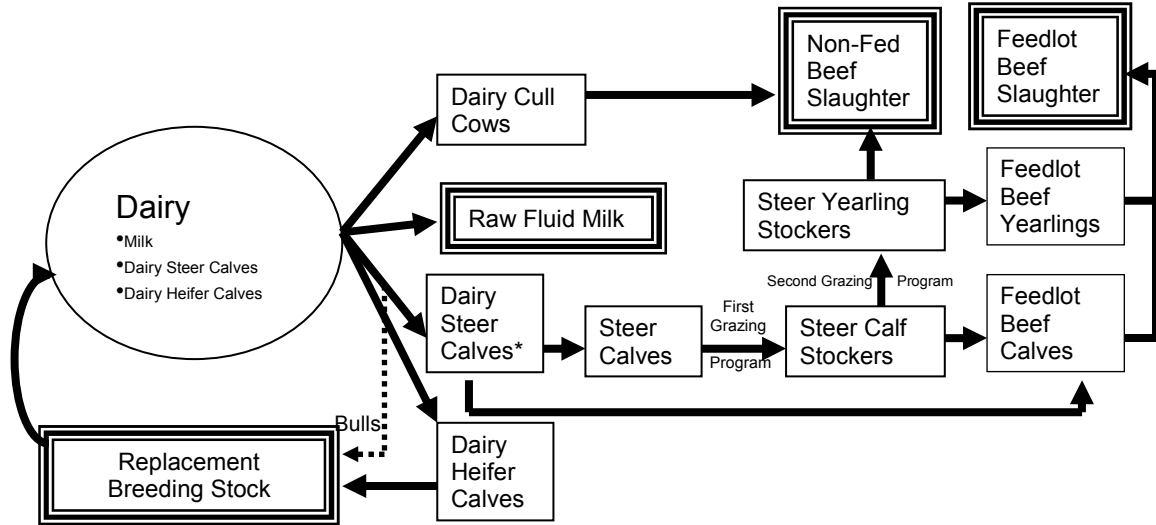 Non-Fed
Beef
Slaughter
Feedlot
Beef
Slaughter
Dairy Cull
Cows
Dairy
•Milk
•Dairy Steer Calves
•Dairy Heifer Calves
Raw Fluid Milk
Steer Yearling
Stockers
Feedlot
Beef
Yearlings
Second Grazing Program
Dairy
Steer
Calves*
Steer
Calves
First
Grazing
Program
Steer Calf
Stockers
Feedlot
Beef
Calves
Bulls
Replacement
Breeding Stock
Dairy
Heifer
Calves